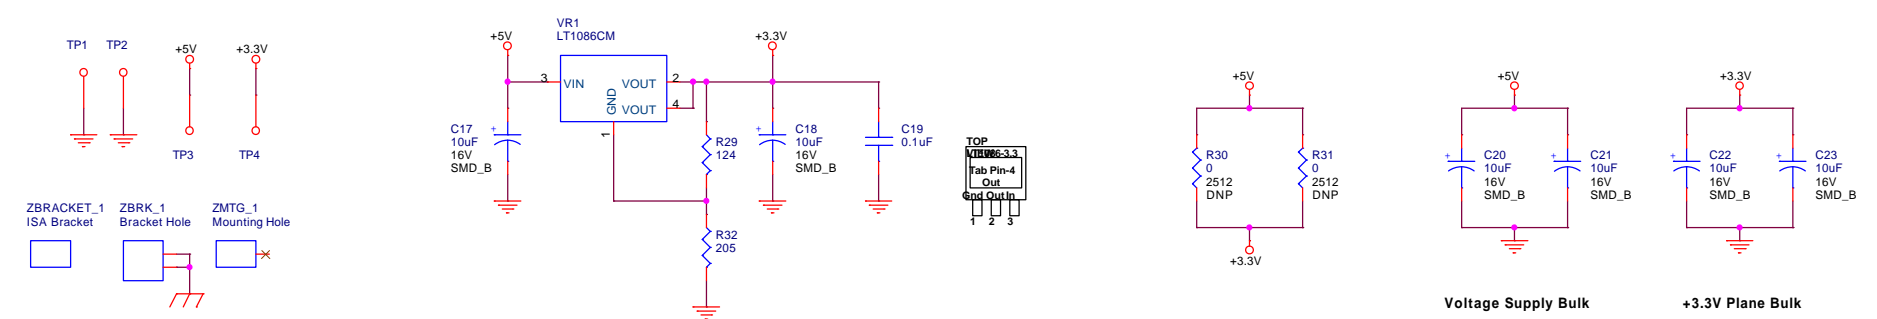 TP1
TP2
+5V
+3.3V
TP3
TP4
ZBRACKET_1
ISA Bracket
ZBRK_1
Bracket Hole
ZMTG_1
Mounting Hole
VR1
LT1086CM
+5V
+3.3V
3
VIN
VOUT
2
VOUT
4
GND
1
C17
10uF
16V
SMD_B
+
R29
124
+
C18
10uF
16V
SMD_B
C19
0.1uF
R32
205
TOP
Tab Pin-4
Out
Gnd Out In
1 2 3
+5V
R30
0
2512
DNP
R31
0
2512
DNP
+3.3V
+5V
+
C20
10uF
16V
SMD_B
+
C21
10uF
16V
SMD_B
Voltage Supply Bulk
+3.3V
+
C22
10uF
16V
SMD_B
+
C23
10uF
16V
SMD_B
+3.3V Plane Bulk